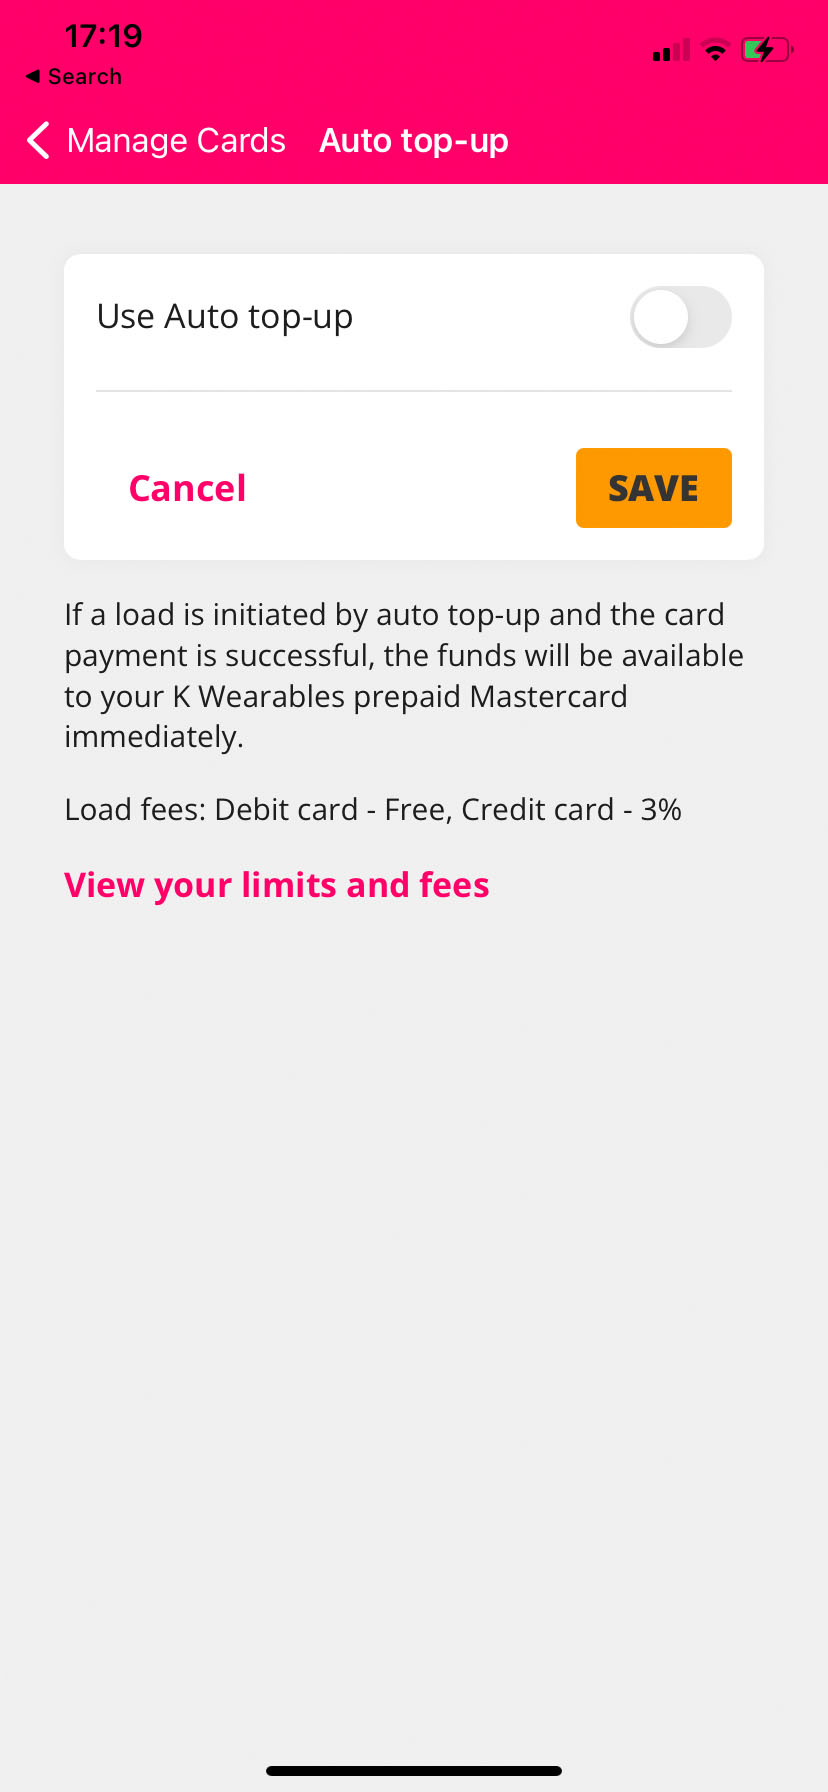 17:19
Search
Manage Cards Auto top-up
Use Auto top-up
Cancel SAVE
If a load is initiated by auto top-up and the card
payment is successful, the funds will be available
to your K Wearables prepaid Mastercard
immediately.
Load fees: Debit card - Free, Credit card - 3%
View your limits and fees